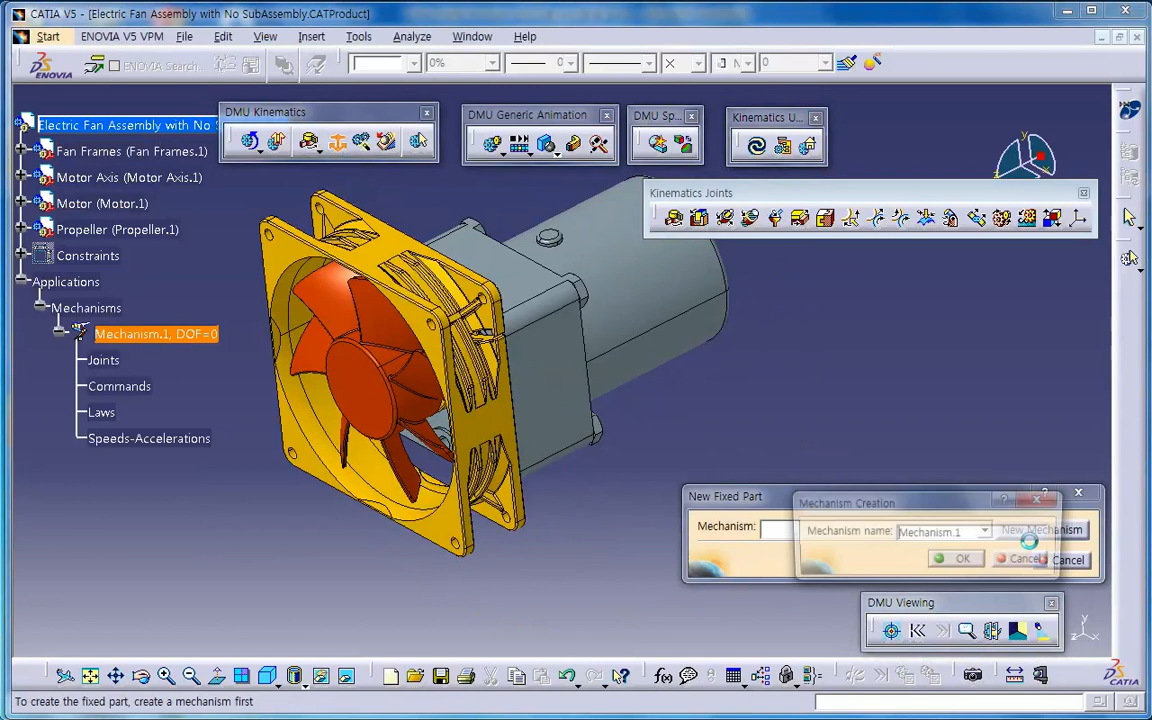 CATIA V5 - [Electric Fan Assembly with No SubAssembly.CATProduct]
Start ENOVIA V5 VPM File Edit View Insert Tools Analyze Window Help
ENOVIA
ENOVIA Search..
0% 0 0
Electric Fan Assembly with No S
Fan Frames (Fan Frames.1)
Motor Axis (Motor Axis.1)
Motor (Motor.1)
Propeller (Propeller.1)
Constraints
Applications
Mechanisms
Mechanism.1, DOF=0
Joints
Commands
Laws
Speeds-Accelerations
DMU Kinematics
DMU Generic Animation
DMU Sp...
Kinematics U...
Kinematics Joints
New Fixed Part
Mechanism:
New Mechanism
Cancel
Mechanism Creation
Mechanism name: Mechanism.1
OK Cancel
DMU Viewing
To create the fixed part, create a mechanism first
CATIA